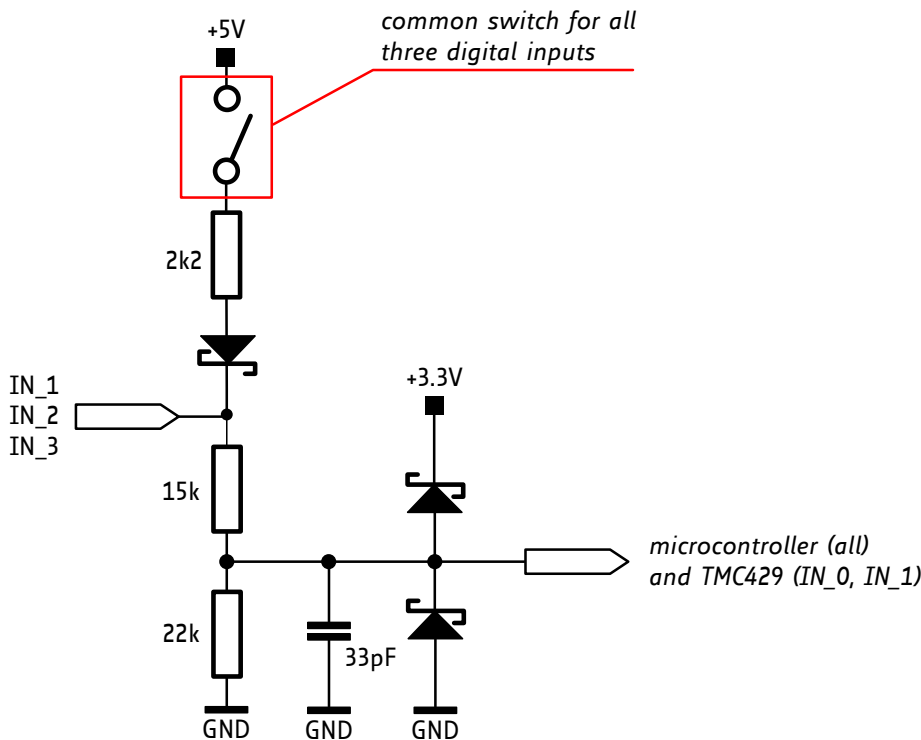 +5V
common switch for all
three digital inputs
2k2
IN_1
IN_2
IN_3
+3.3V
15k
microcontroller (all)
and TMC429 (IN_0, IN_1)
22k
33pF
GND
GND
GND